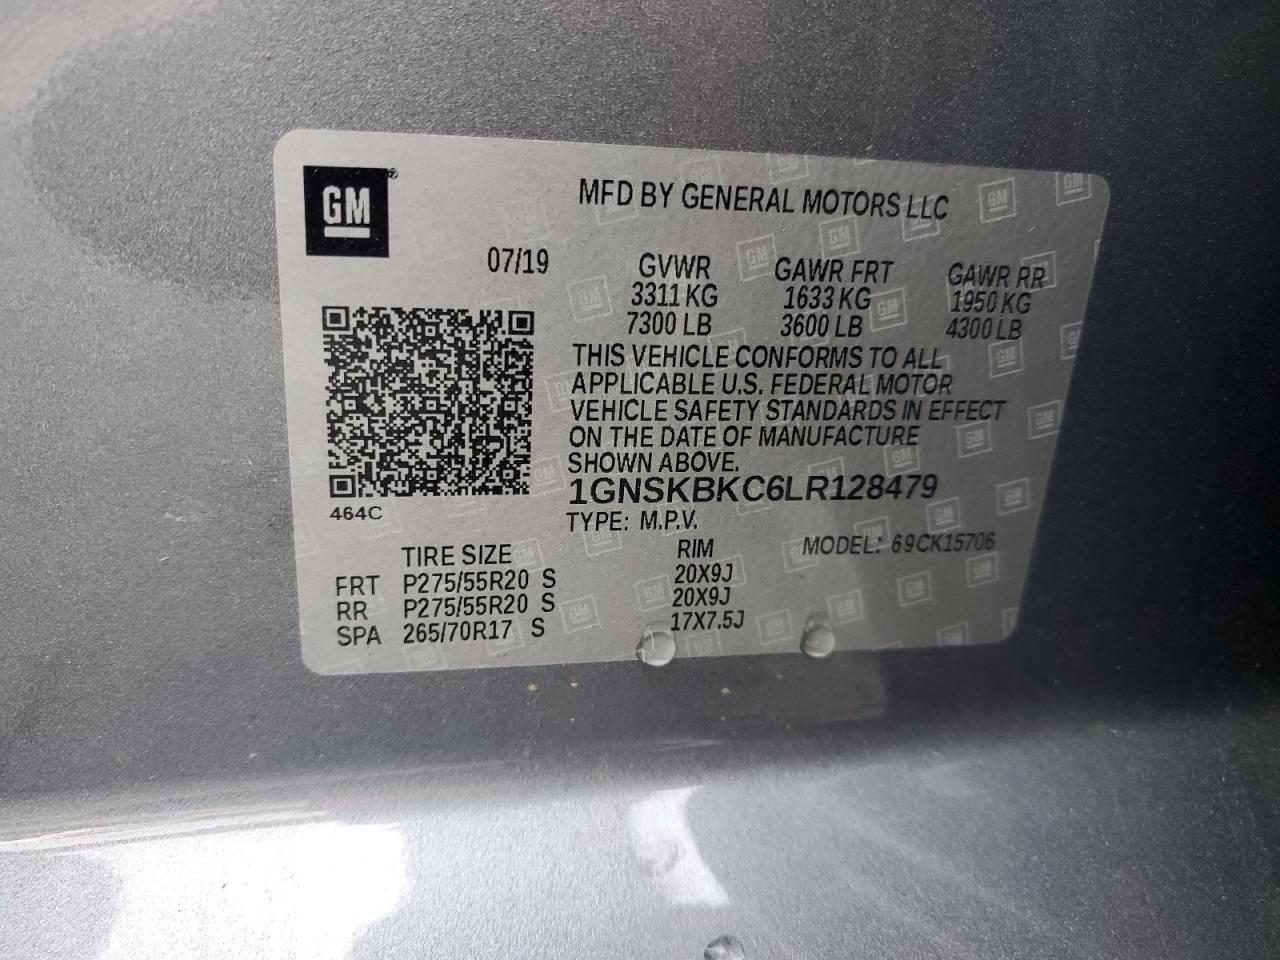 GM
MFD BY GENERAL MOTORS LLC
07/19
GVWR GAWR FRT GAWR RR
3311 KG 1633 KG 1950 KG
7300 LB 3600 LB 4300 LB
THIS VEHICLE CONFORMS TO ALL
APPLICABLE U.S. FEDERAL MOTOR
VEHICLE SAFETY STANDARDS IN EFFECT
ON THE DATE OF MANUFACTURE
SHOWN ABOVE.
1GNSKBKC6LR128479
464C
TYPE: M.P.V.
MODEL: 69CK15706
TIRE SIZE RIM
FRT P275/55R20 S 20X9J
RR P275/55R20 S 20X9J
SPA 265/70R17 S 17X7.5J